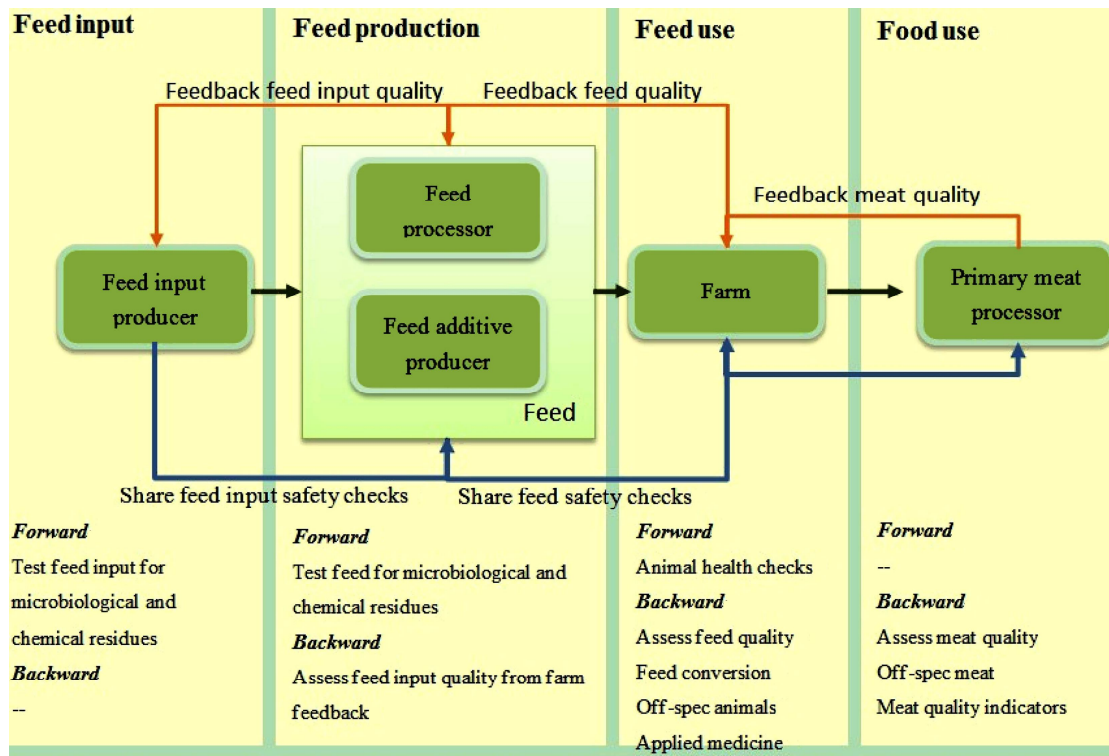 Feed input
Feed production
Feed use
Food use
Feedback feed input quality
Feedback feed quality
Feedback meat quality
Feed input
producer
Feed
processor
Feed additive
producer
Feed
Farm
Primary meat
processor
Share feed input safety checks
Share feed safety checks
Forward
Test feed input for
microbiological and
chemical residues
Backward
--
Forward
Test feed for microbiological and
chemical residues
Backward
Assess feed input quality from farm
feedback
Forward
Animal health checks
Backward
Assess feed quality
Feed conversion
Off-spec animals
Applied medicine
Forward
--
Backward
Assess meat quality
Off-spec meat
Meat quality indicators